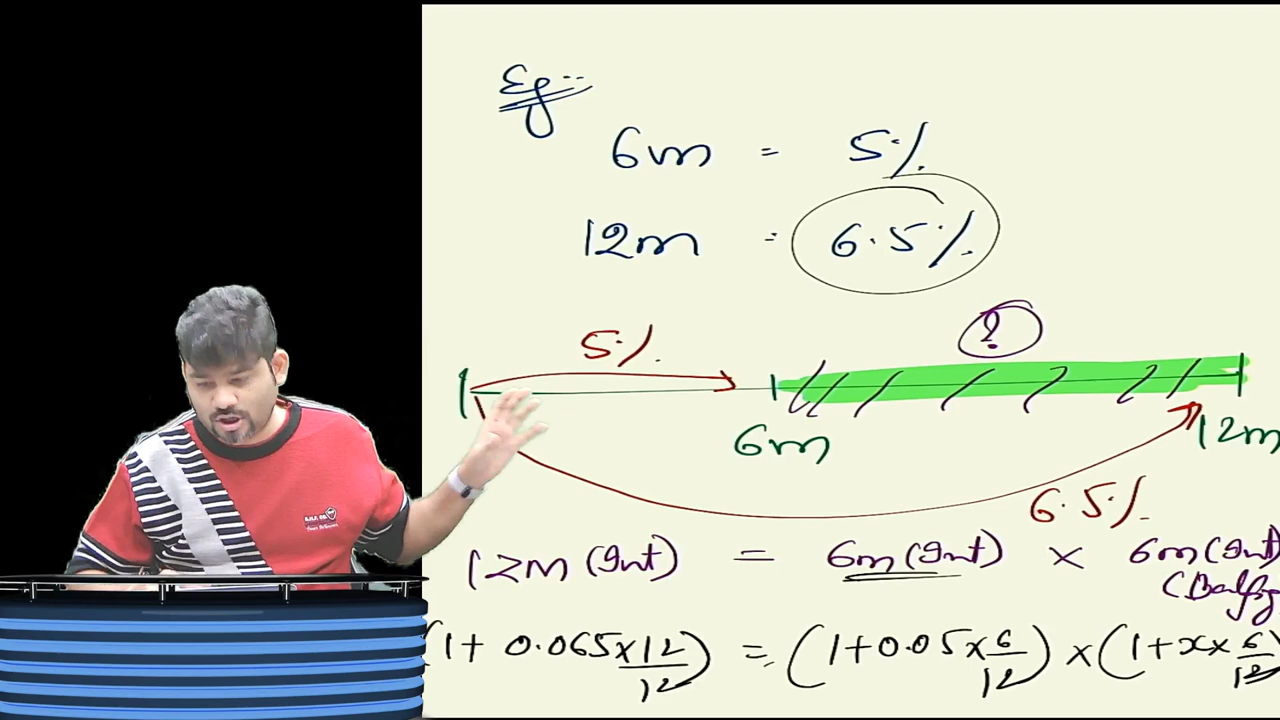 Eg:-
6m = 5%
12m = 6.5%
5%
?
6m
12m
6.5%
12m (Int) = 6m (Int) × 6m (Int)
(1 + 0.065 × 12/12) = (1 + 0.05 × 6/12) × (1 + x × 6/12)